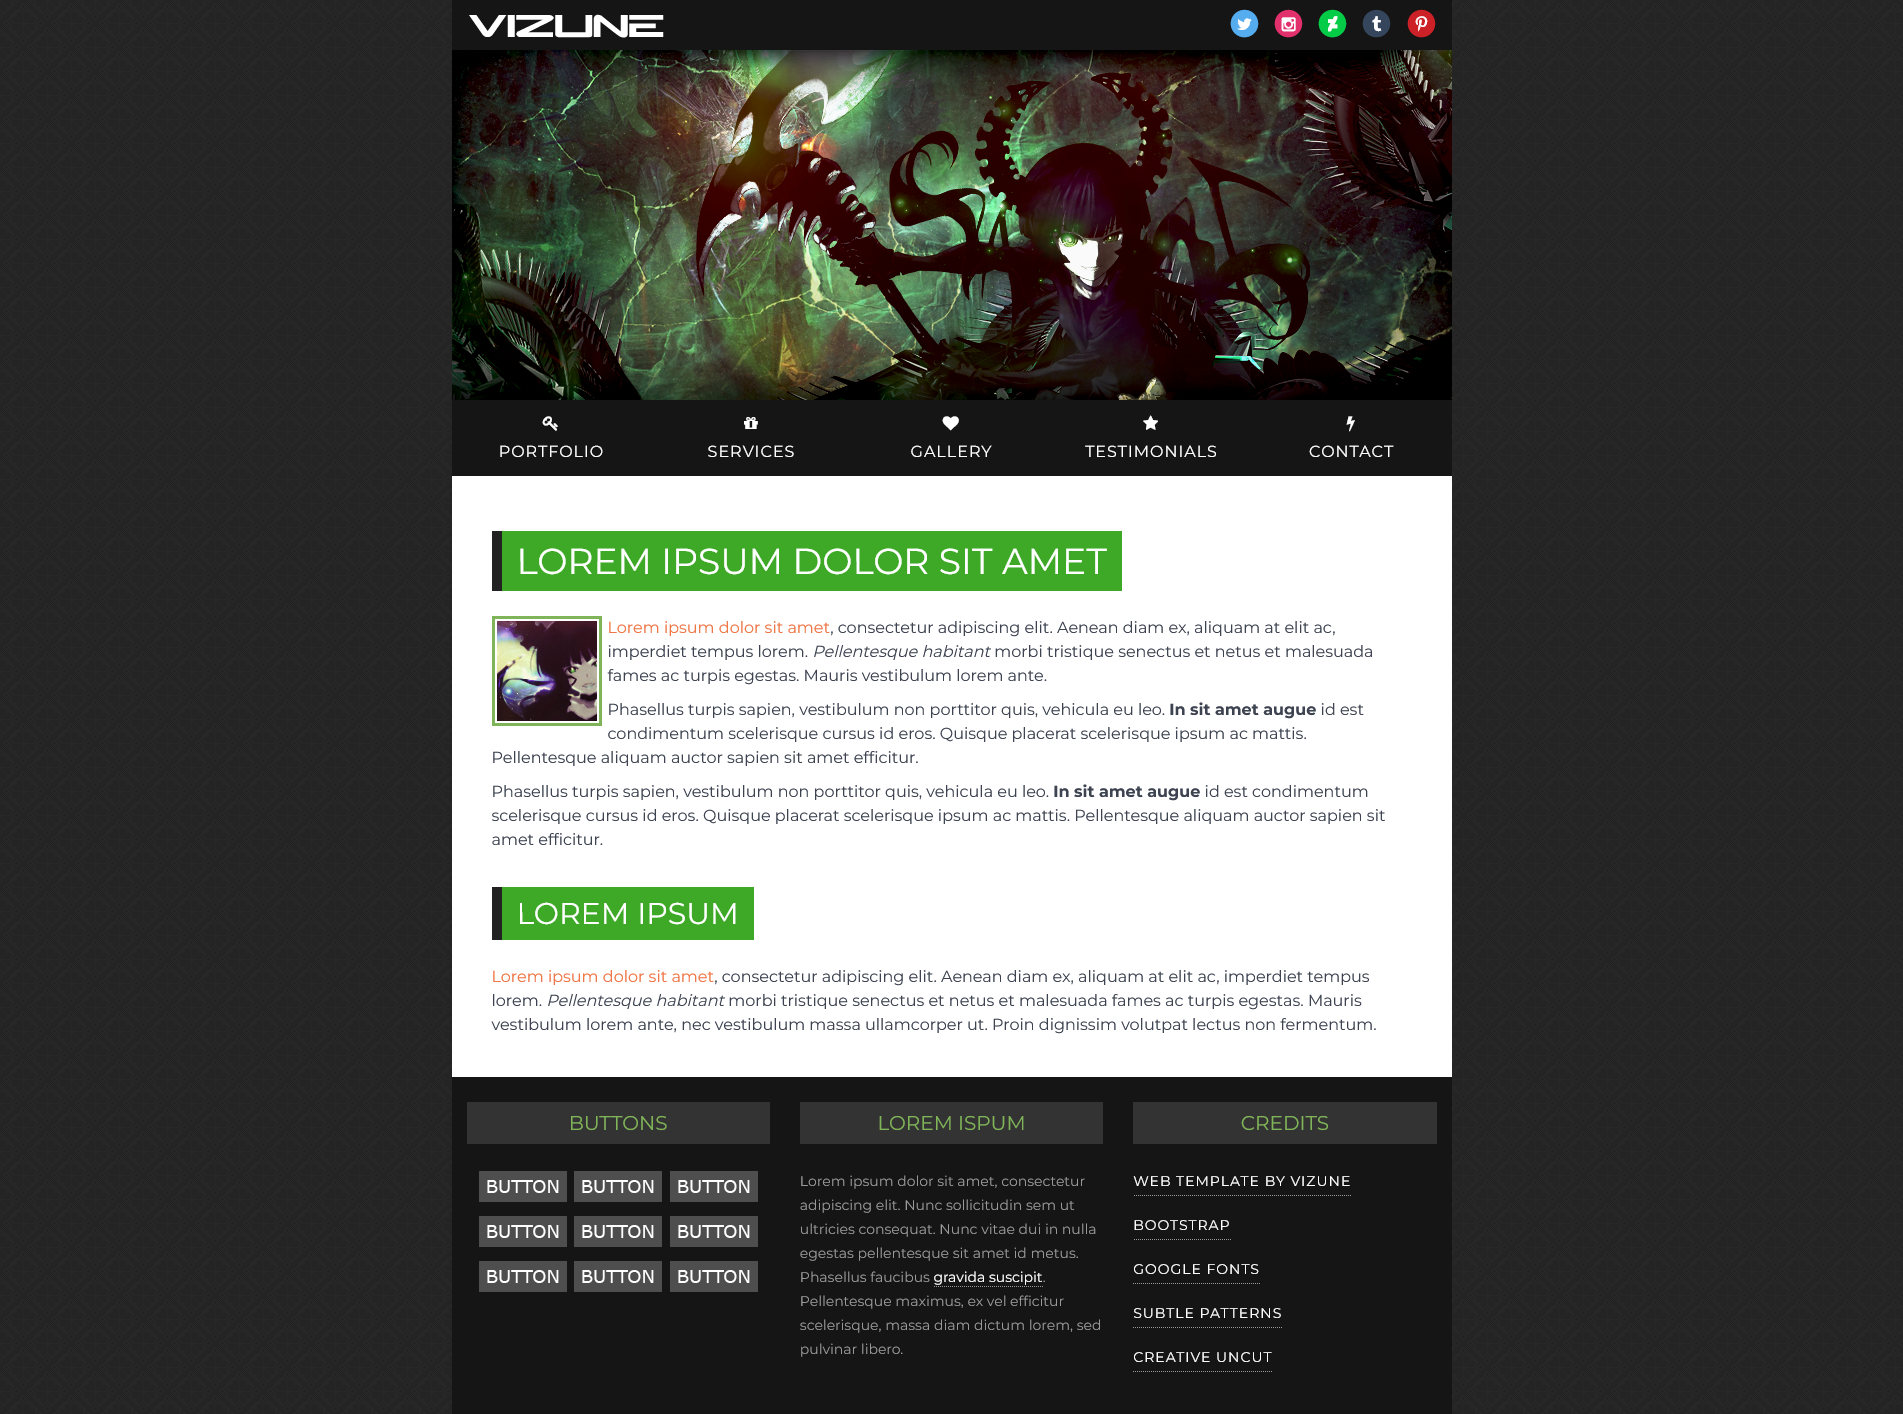 VIZUNE
PORTFOLIO
SERVICES
GALLERY
TESTIMONIALS
CONTACT
LOREM IPSUM DOLOR SIT AMET
Lorem ipsum dolor sit amet, consectetur adipiscing elit. Aenean diam ex, aliquam at elit ac,
imperdiet tempus lorem. Pellentesque habitant morbi tristique senectus et netus et malesuada
fames ac turpis egestas. Mauris vestibulum lorem ante.
Phasellus turpis sapien, vestibulum non porttitor quis, vehicula eu leo. In sit amet augue id est
condimentum scelerisque cursus id eros. Quisque placerat scelerisque ipsum ac mattis.
Pellentesque aliquam auctor sapien sit amet efficitur.
Phasellus turpis sapien, vestibulum non porttitor quis, vehicula eu leo. In sit amet augue id est condimentum
scelerisque cursus id eros. Quisque placerat scelerisque ipsum ac mattis. Pellentesque aliquam auctor sapien sit
amet efficitur.
LOREM IPSUM
Lorem ipsum dolor sit amet, consectetur adipiscing elit. Aenean diam ex, aliquam at elit ac, imperdiet tempus
lorem. Pellentesque habitant morbi tristique senectus et netus et malesuada fames ac turpis egestas. Mauris
vestibulum lorem ante, nec vestibulum massa ullamcorper ut. Proin dignissim volutpat lectus non fermentum.
BUTTONS
BUTTON BUTTON BUTTON
BUTTON BUTTON BUTTON
BUTTON BUTTON BUTTON
LOREM ISPUM
Lorem ipsum dolor sit amet, consectetur
adipiscing elit. Nunc sollicitudin sem ut
ultricies consequat. Nunc vitae dui in nulla
egestas pellentesque sit amet id metus.
Phasellus faucibus gravida suscipit.
Pellentesque maximus, ex vel efficitur
scelerisque, massa diam dictum lorem, sed
pulvinar libero.
CREDITS
WEB TEMPLATE BY VIZUNE
BOOTSTRAP
GOOGLE FONTS
SUBTLE PATTERNS
CREATIVE UNCUT